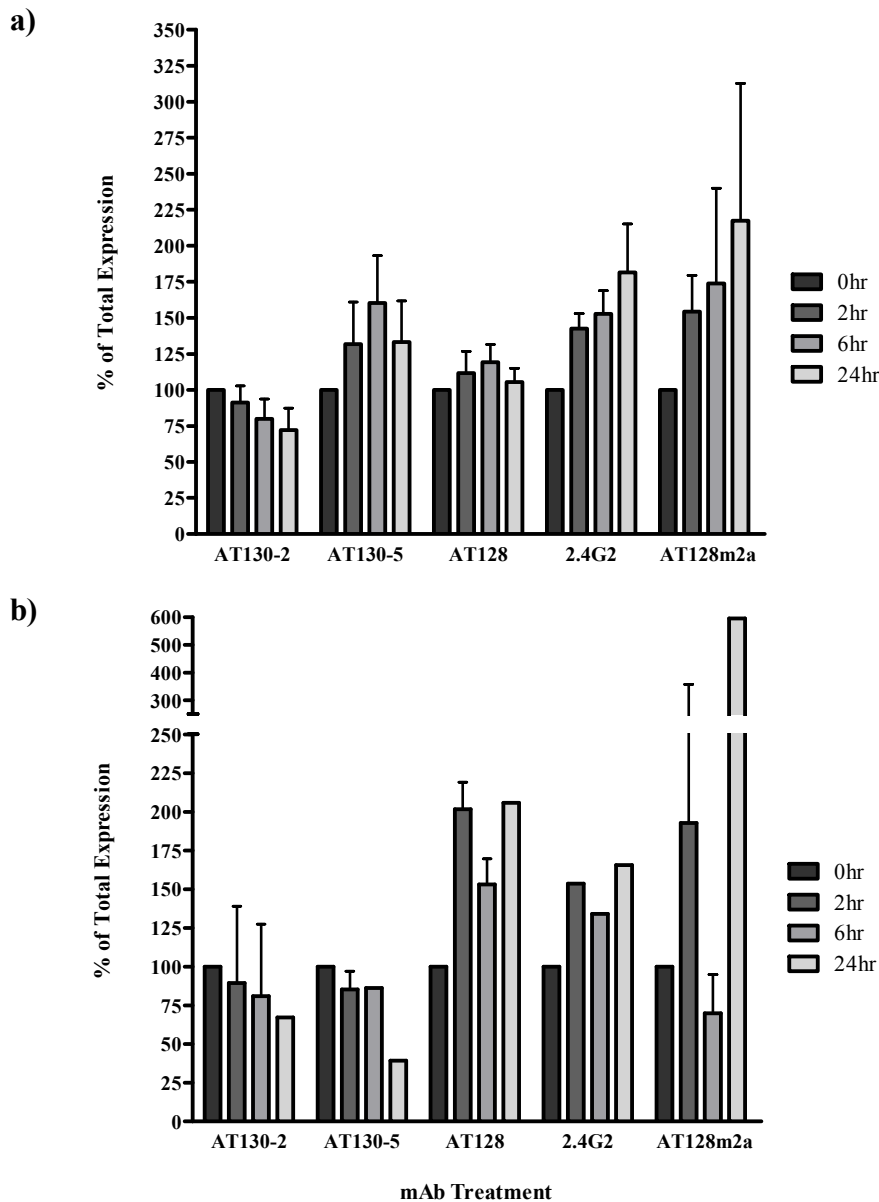 a)
% of Total Expression
350
325
300
275
250
225
200
175
150
125
100
75
50
25
0
AT130-2 AT130-5 AT128 2.4G2 AT128m2a
0hr
2hr
6hr
24hr
b)
% of Total Expression
600
500
400
300
250
225
200
175
150
125
100
75
50
25
0
AT130-2 AT130-5 AT128 2.4G2 AT128m2a
0hr
2hr
6hr
24hr
mAb Treatment